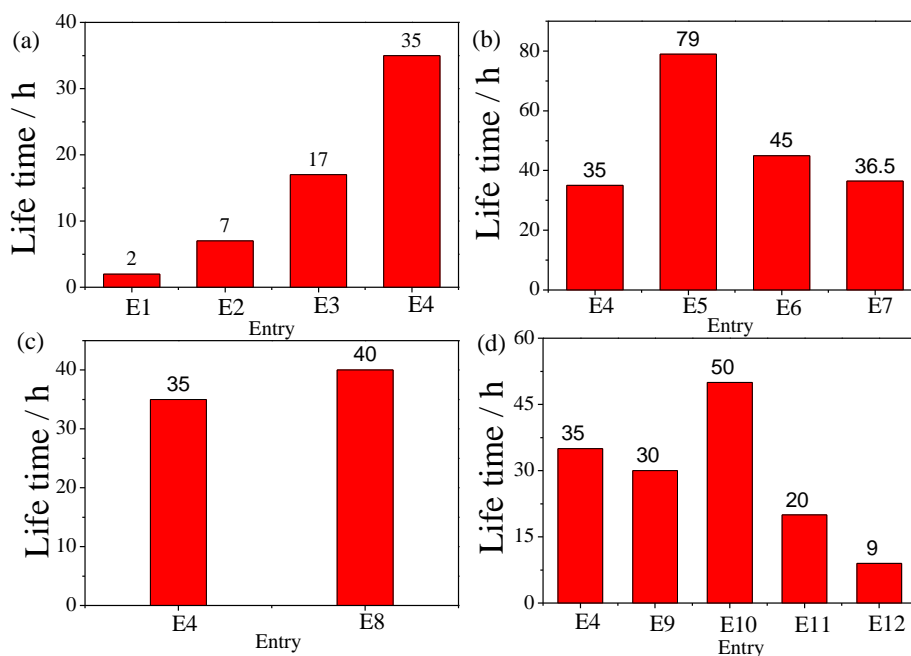 (a)
Life time / h
40
30
20
10
0
2
7
17
35
E1 E2 E3 E4
Entry
(b)
Life time / h
80
60
40
20
0
35
79
45
36.5
E4 E5 E6 E7
Entry
(c)
Life time / h
40
30
20
10
0
35
40
E4 E8
Entry
(d)
Life time / h
60
45
30
15
0
35
30
50
20
9
E4 E9 E10 E11 E12
Entry